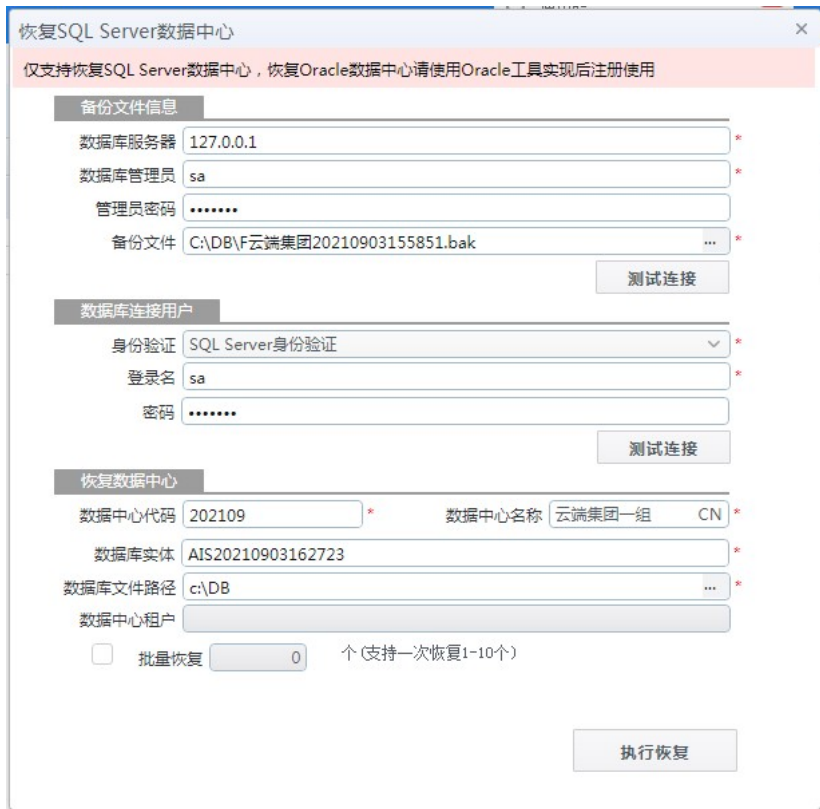 恢复SQL Server数据中心
仅支持恢复SQL Server数据中心，恢复Oracle数据中心请使用Oracle工具实现后注册使用
备份文件信息
数据库服务器 127.0.0.1 *
数据库管理员 sa *
管理员密码 •••••••
备份文件 C:\DB\F云端集团20210903155851.bak ... *
测试连接
数据库连接用户
身份验证 SQL Server身份验证 *
登录名 sa *
密码 •••••••
测试连接
恢复数据中心
数据中心代码 202109 * 数据中心名称 云端集团一组 CN *
数据库实体 AIS20210903162723 *
数据库文件路径 c:\DB ... *
数据中心租户
批量恢复 0 个(支持一次恢复1-10个)
执行恢复